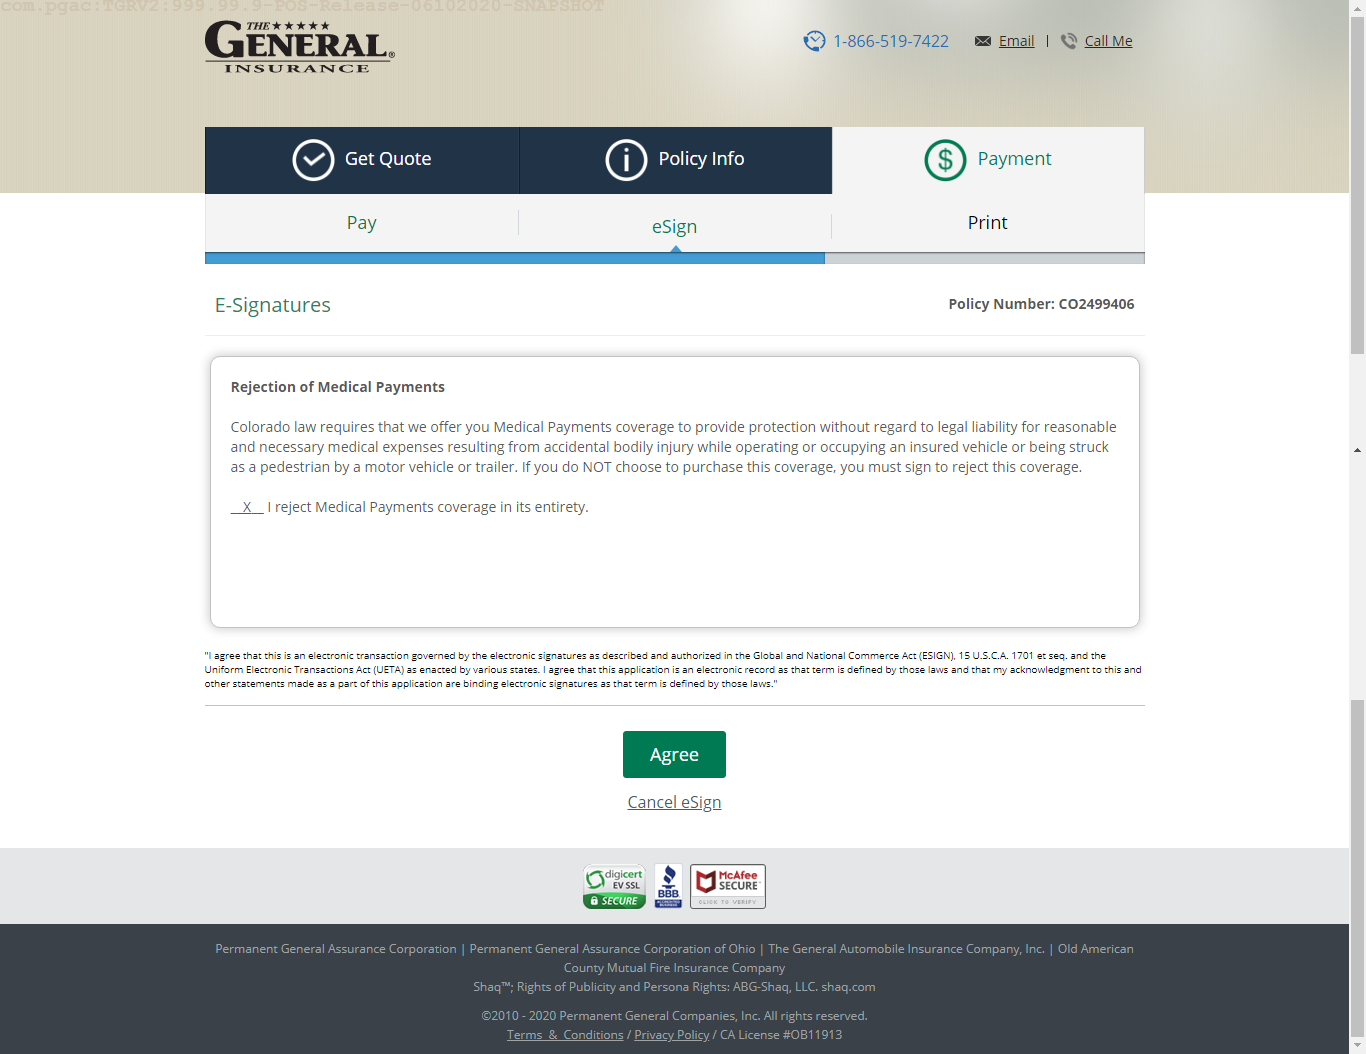 com.pgac:TGRV2:999.99.9-POS-Release-06102020-SNAPSHOT
THE
GENERAL®
INSURANCE
1-866-519-7422 Email | Call Me
Get Quote Policy Info $ Payment
Pay eSign Print
E-Signatures Policy Number: CO2499406
Rejection of Medical Payments
Colorado law requires that we offer you Medical Payments coverage to provide protection without regard to legal liability for reasonable
and necessary medical expenses resulting from accidental bodily injury while operating or occupying an insured vehicle or being struck
as a pedestrian by a motor vehicle or trailer. If you do NOT choose to purchase this coverage, you must sign to reject this coverage.
__X__ I reject Medical Payments coverage in its entirety.
"I agree that this is an electronic transaction governed by the electronic signatures as described and authorized in the Global and National Commerce Act (ESIGN), 15 U.S.C.A. 1701 et seq. and the
Uniform Electronic Transactions Act (UETA) as enacted by various states. I agree that this application is an electronic record as that term is defined by those laws and that my acknowledgment to this and
other statements made as a part of this application are binding electronic signatures as that term is defined by those laws."
Agree
Cancel eSign
digicert
EV SSL
SECURE
BBB
ACCREDITED
BUSINESS
McAfee
SECURE
CLICK TO VERIFY
Permanent General Assurance Corporation | Permanent General Assurance Corporation of Ohio | The General Automobile Insurance Company, Inc. | Old American
County Mutual Fire Insurance Company
Shaq™; Rights of Publicity and Persona Rights: ABG-Shaq, LLC. shaq.com
©2010 - 2020 Permanent General Companies, Inc. All rights reserved.
Terms & Conditions / Privacy Policy / CA License #OB11913